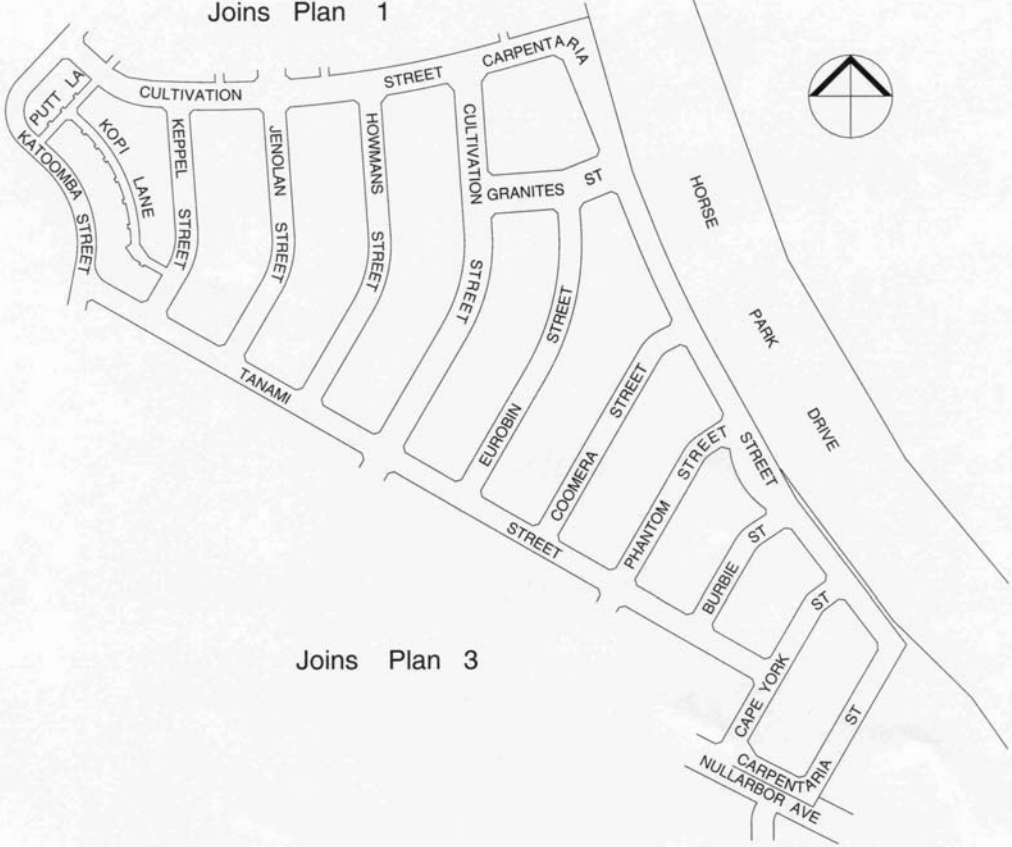 Joins Plan 1
CARPENTARIA
STREET
CULTIVATION
PUTT LA
KOPI LANE
KATOOMBA STREET
KEPPEL STREET
JENOLAN STREET
HOWMANS STREET
CULTIVATION STREET
GRANITES ST
HORSE PARK DRIVE
EUROBIN STREET
COOMERA STREET
PHANTOM STREET
STREET
TANAMI STREET
BURBIE ST
CAPE YORK ST
CARPENTARIA ST
NULLARBOR AVE
Joins Plan 3